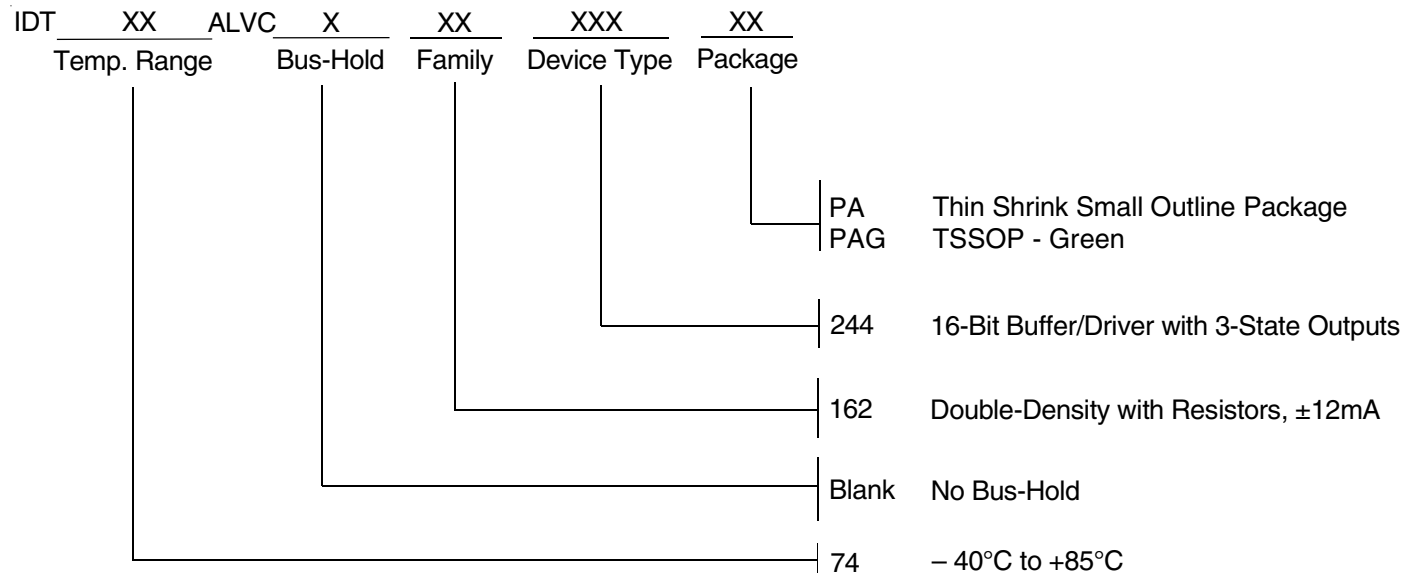 IDT XX ALVC X XX XXX XX
Temp. Range Bus-Hold Family Device Type Package
PA Thin Shrink Small Outline Package
PAG TSSOP - Green
244 16-Bit Buffer/Driver with 3-State Outputs
162 Double-Density with Resistors, ±12mA
Blank No Bus-Hold
74 – 40°C to +85°C